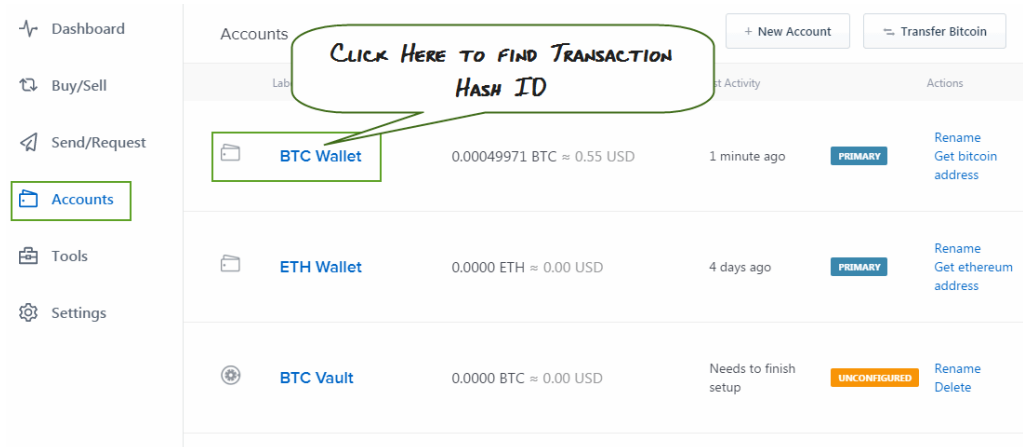 Dashboard
Buy/Sell
Send/Request
Accounts
Tools
Settings
Accounts
+ New Account
Transfer Bitcoin
Click Here to find Transaction
Hash ID
Activity
Actions
BTC Wallet
0.00049971 BTC ≈ 0.55 USD
1 minute ago
PRIMARY
Rename
Get bitcoin
address
ETH Wallet
0.0000 ETH ≈ 0.00 USD
4 days ago
PRIMARY
Rename
Get ethereum
address
BTC Vault
0.0000 BTC ≈ 0.00 USD
Needs to finish
setup
UNCONFIGURED
Rename
Delete